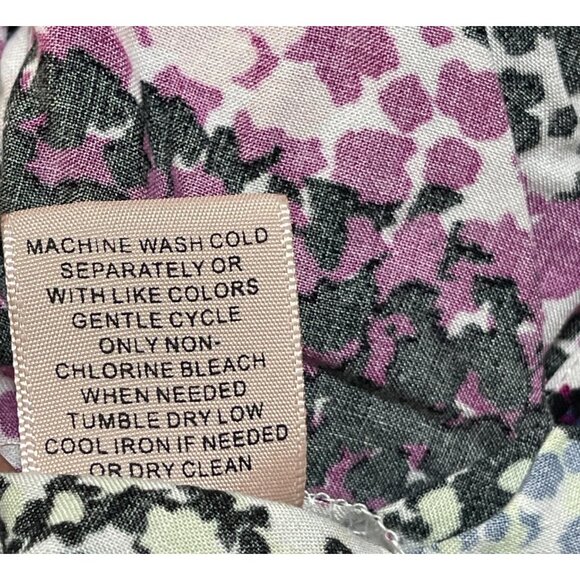 MACHINE WASH COLD
SEPARATELY OR
WITH LIKE COLORS
GENTLE CYCLE
ONLY NON-
CHLORINE BLEACH
WHEN NEEDED
TUMBLE DRY LOW
COOL IRON IF NEEDED
OR DRY CLEAN